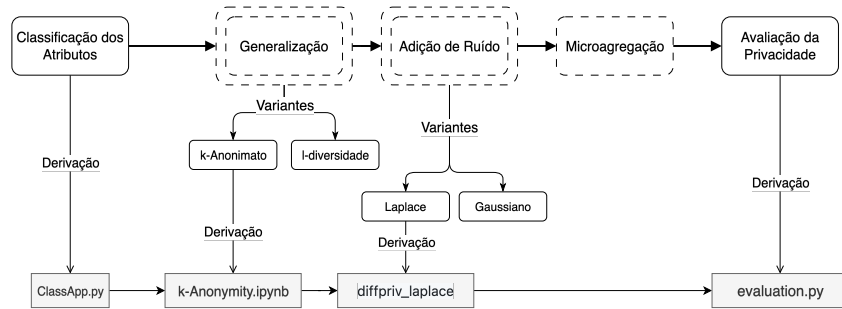 Classificação dos
Atributos
Generalização
Adição de Ruído
Microagregação
Avaliação da
Privacidade
Variantes
Variantes
k-Anonimato
l-diversidade
Derivação
Derivação
Laplace
Gaussiano
Derivação
Derivação
ClassApp.py
k-Anonymity.ipynb
diffpriv_laplace
evaluation.py